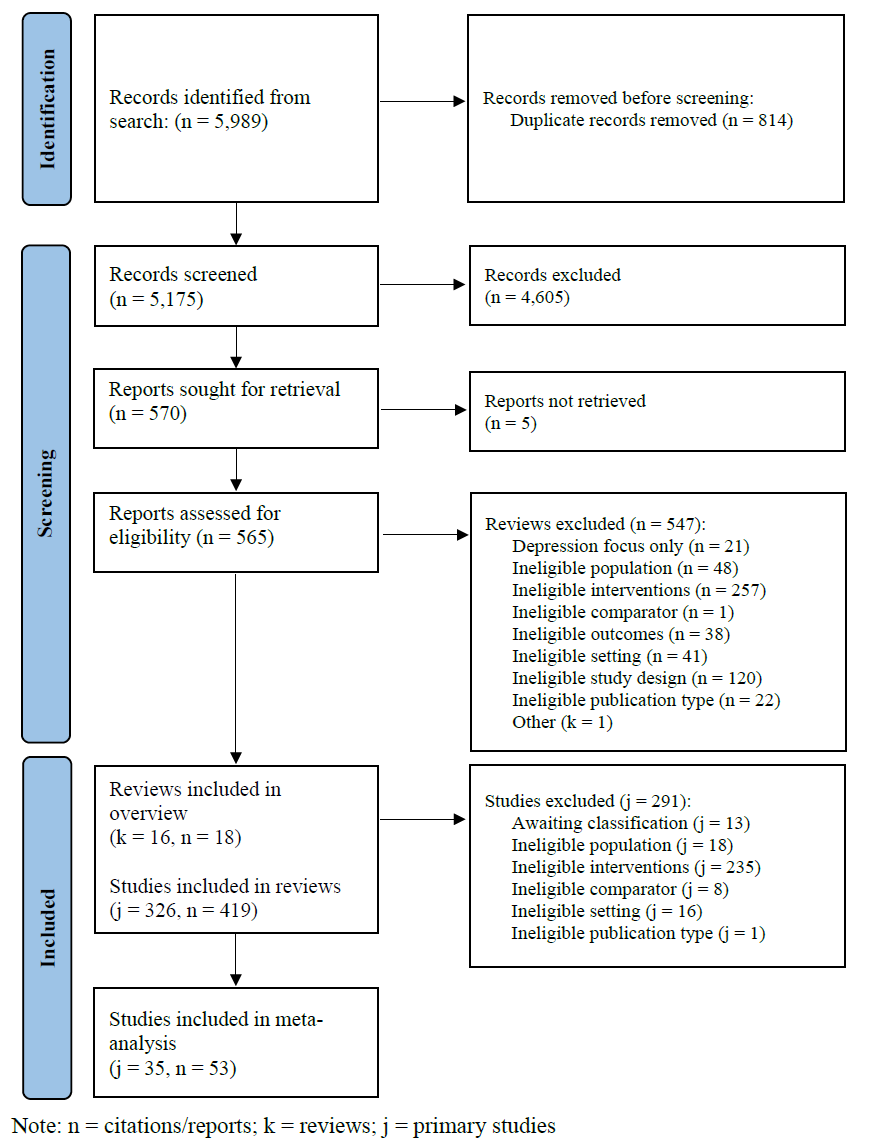 Identification
Records identified from
search: (n = 5,989)
Records removed before screening:
Duplicate records removed (n = 814)
Screening
Records screened
(n = 5,175)
Records excluded
(n = 4,605)
Reports sought for retrieval
(n = 570)
Reports not retrieved
(n = 5)
Reports assessed for
eligibility (n = 565)
Reviews excluded (n = 547):
Depression focus only (n = 21)
Ineligible population (n = 48)
Ineligible interventions (n = 257)
Ineligible comparator (n = 1)
Ineligible outcomes (n = 38)
Ineligible setting (n = 41)
Ineligible study design (n = 120)
Ineligible publication type (n = 22)
Other (k = 1)
Included
Reviews included in
overview
(k = 16, n = 18)
Studies included in reviews
(j = 326, n = 419)
Studies excluded (j = 291):
Awaiting classification (j = 13)
Ineligible population (j = 18)
Ineligible interventions (j = 235)
Ineligible comparator (j = 8)
Ineligible setting (j = 16)
Ineligible publication type (j = 1)
Studies included in meta-
analysis
(j = 35, n = 53)
Note: n = citations/reports; k = reviews; j = primary studies